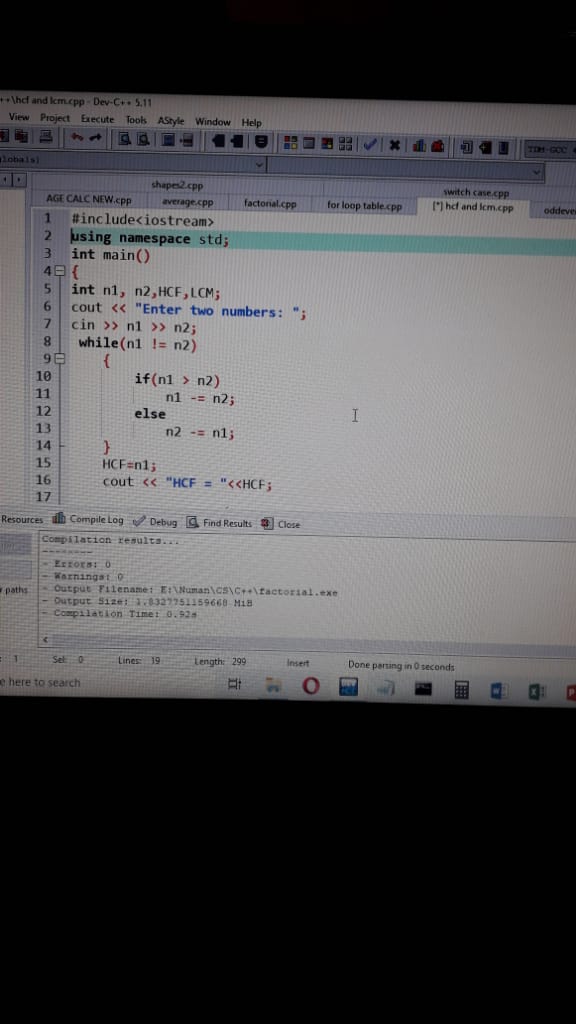 ++\hcf and lcm.cpp - Dev-C++ 5.11
View Project Execute Tools AStyle Window Help
TDM-GCC
shapes2.cpp switch case.cpp
AGE CALC NEW.cpp average.cpp factorial.cpp for loop table.cpp [*] hcf and lcm.cpp
1 #include<iostream>
2 using namespace std;
3 int main()
4 {
5 int n1, n2,HCF,LCM;
6 cout << "Enter two numbers: ";
7 cin >> n1 >> n2;
8 while(n1 != n2)
9 {
10 if(n1 > n2)
11 n1 -= n2;
12 else
13 n2 -= n1;
14 }
15 HCF=n1;
16 cout << "HCF = "<<HCF;
17
Resources Compile Log Debug Find Results Close
Compilation results...
--------
- Errors: 0
- Warnings: 0
- Output Filename: E:\Numan\CS\C++\factorial.exe
- Output Size: 1.8327751159668 MiB
- Compilation Time: 0.92s
paths
1 Sel: 0 Lines: 19 Length: 299 Insert Done parsing in 0 seconds
here to search